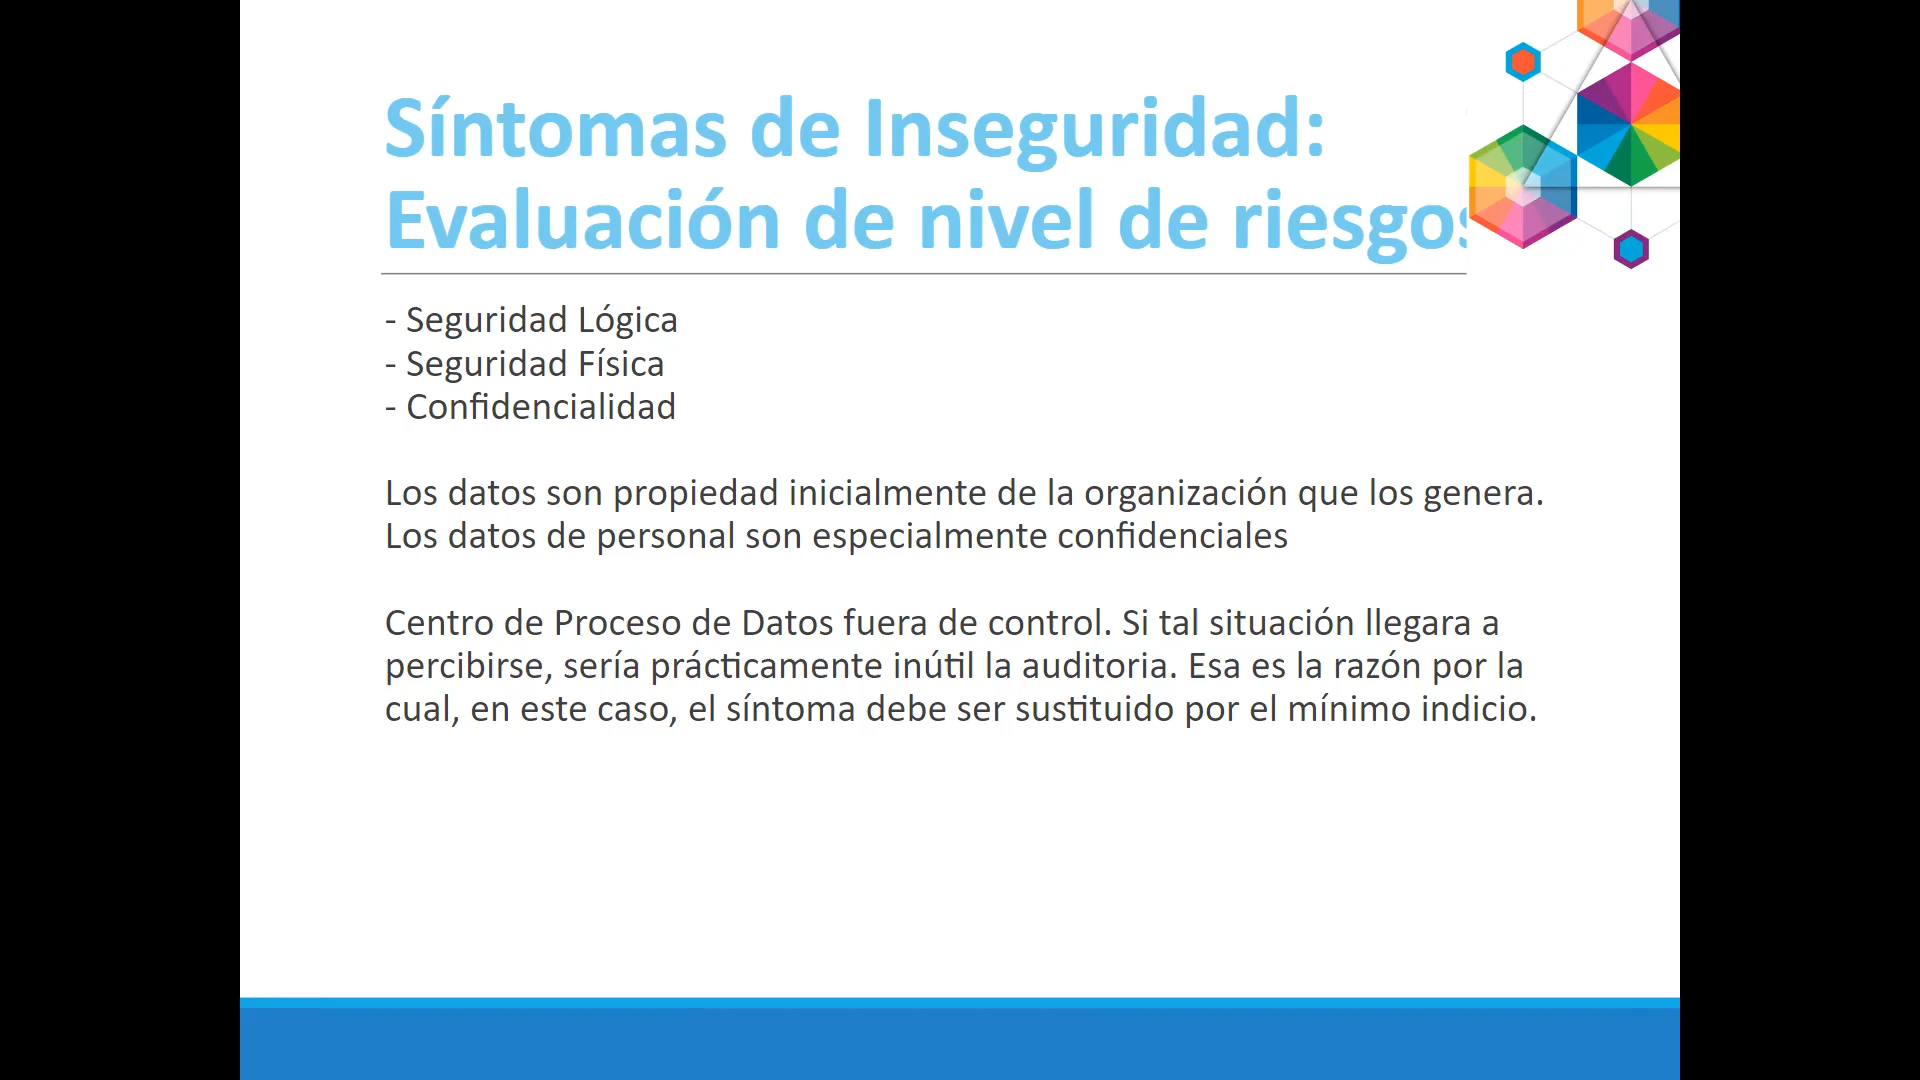 Síntomas de Inseguridad:
Evaluación de nivel de riesgos
- Seguridad Lógica
- Seguridad Física
- Confidencialidad
Los datos son propiedad inicialmente de la organización que los genera.
Los datos de personal son especialmente confidenciales
Centro de Proceso de Datos fuera de control. Si tal situación llegara a
percibirse, sería prácticamente inútil la auditoria. Esa es la razón por la
cual, en este caso, el síntoma debe ser sustituido por el mínimo indicio.